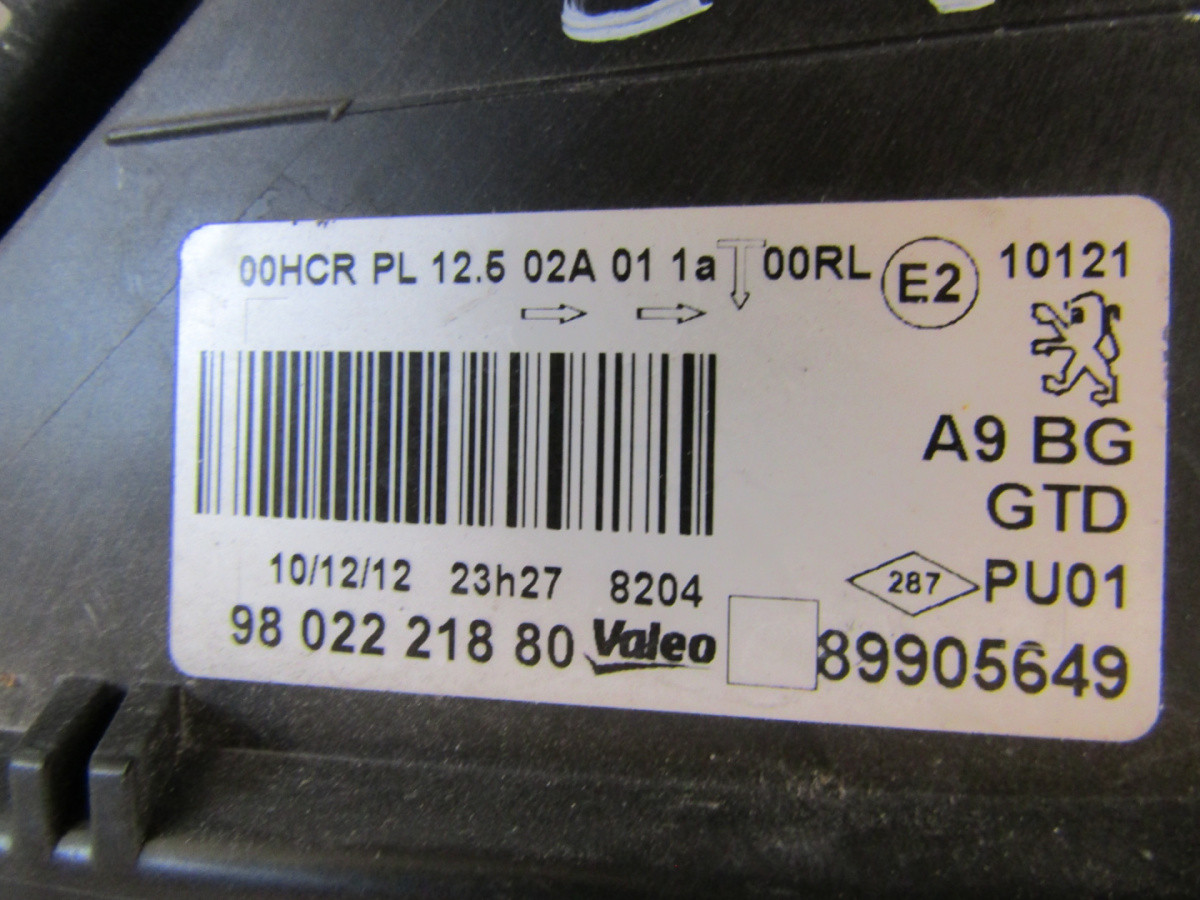 00HCR PL 12.5 02A 01 1a 00RL E2 10121
A9 BG
GTD
10/12/12 23h27 8204 287 PU01
98 022 218 80 Valeo 89905649